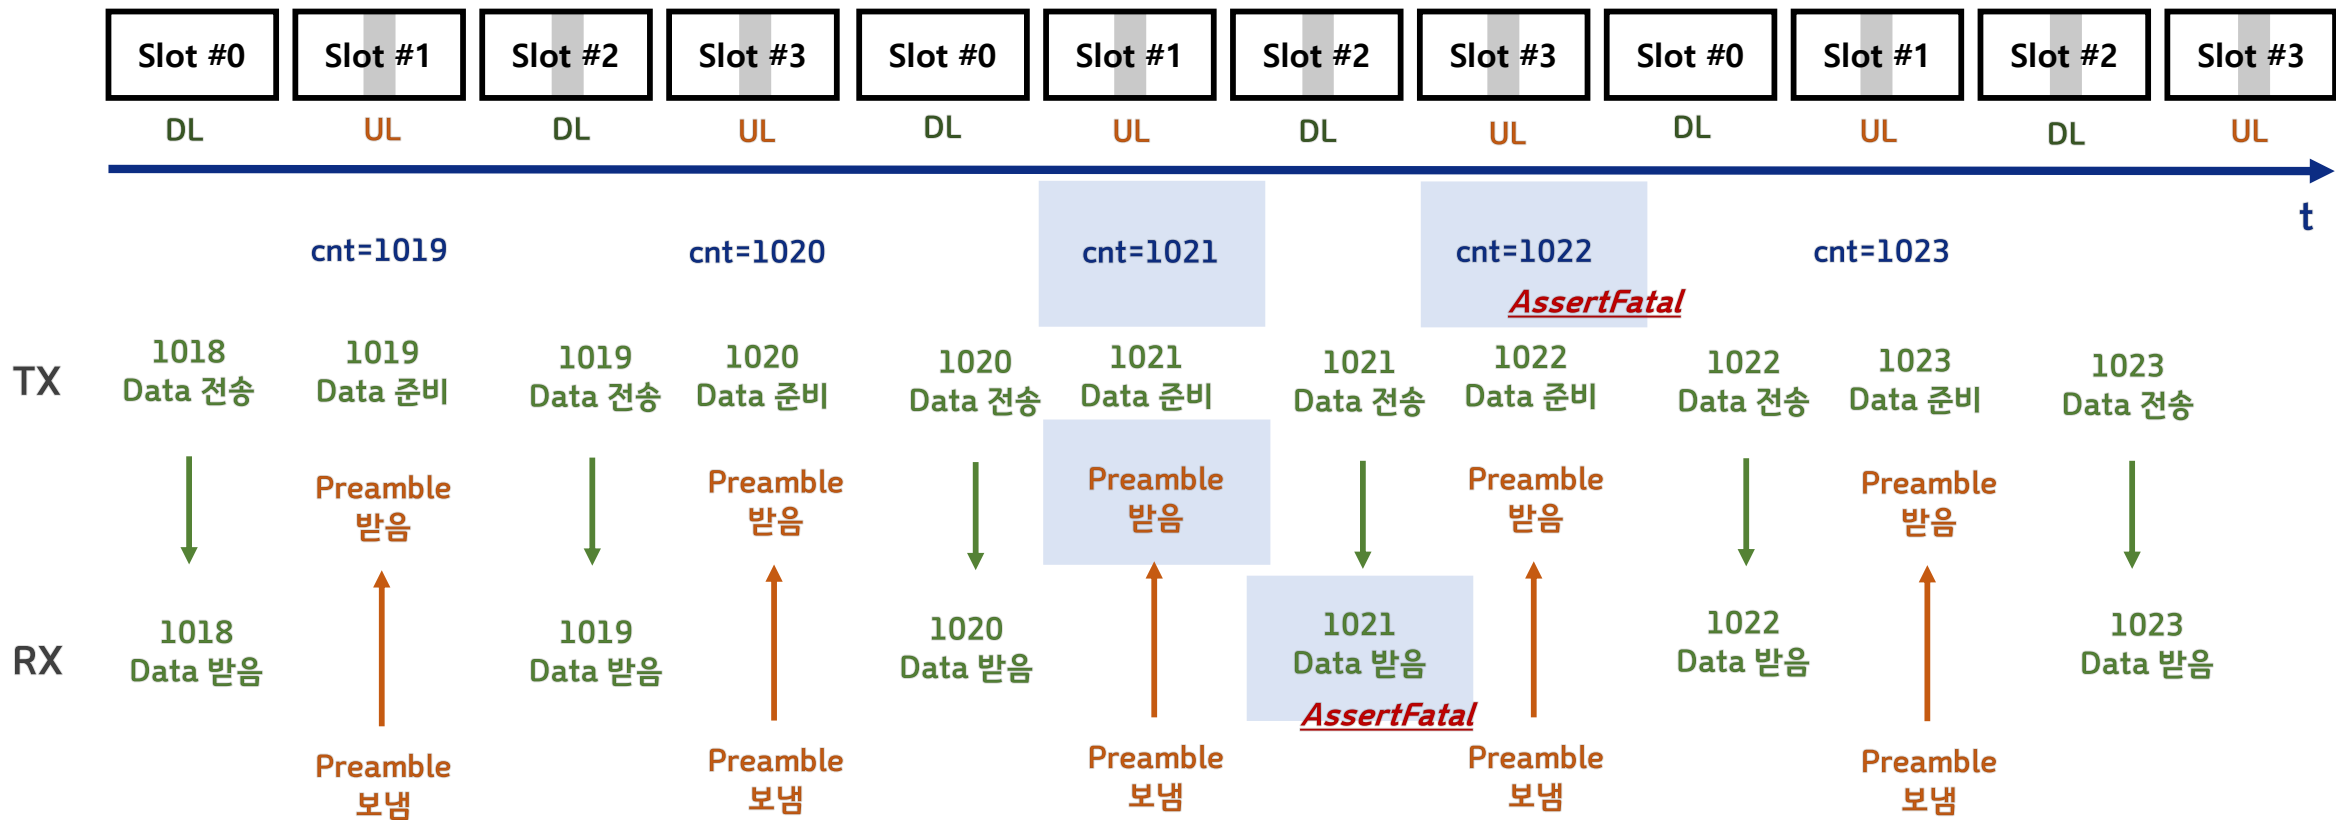 Slot #0 Slot #1 Slot #2 Slot #3 Slot #0 Slot #1 Slot #2 Slot #3 Slot #0 Slot #1 Slot #2 Slot #3
DL UL DL UL DL UL DL UL DL UL DL UL
t
cnt=1019 cnt=1020 cnt=1021 cnt=1022 cnt=1023
AssertFatal
TX
1018 1019 1019 1020 1020 1021 1021 1022 1022 1023 1023
Data 전송 Data 준비 Data 전송 Data 준비 Data 전송 Data 준비 Data 전송 Data 준비 Data 전송 Data 준비 Data 전송
Preamble Preamble Preamble Preamble Preamble
받음 받음 받음 받음 받음
RX
1018 1019 1020 1021 1022 1023
Data 받음 Data 받음 Data 받음 Data 받음 Data 받음 Data 받음
AssertFatal
Preamble Preamble Preamble Preamble Preamble
보냄 보냄 보냄 보냄 보냄